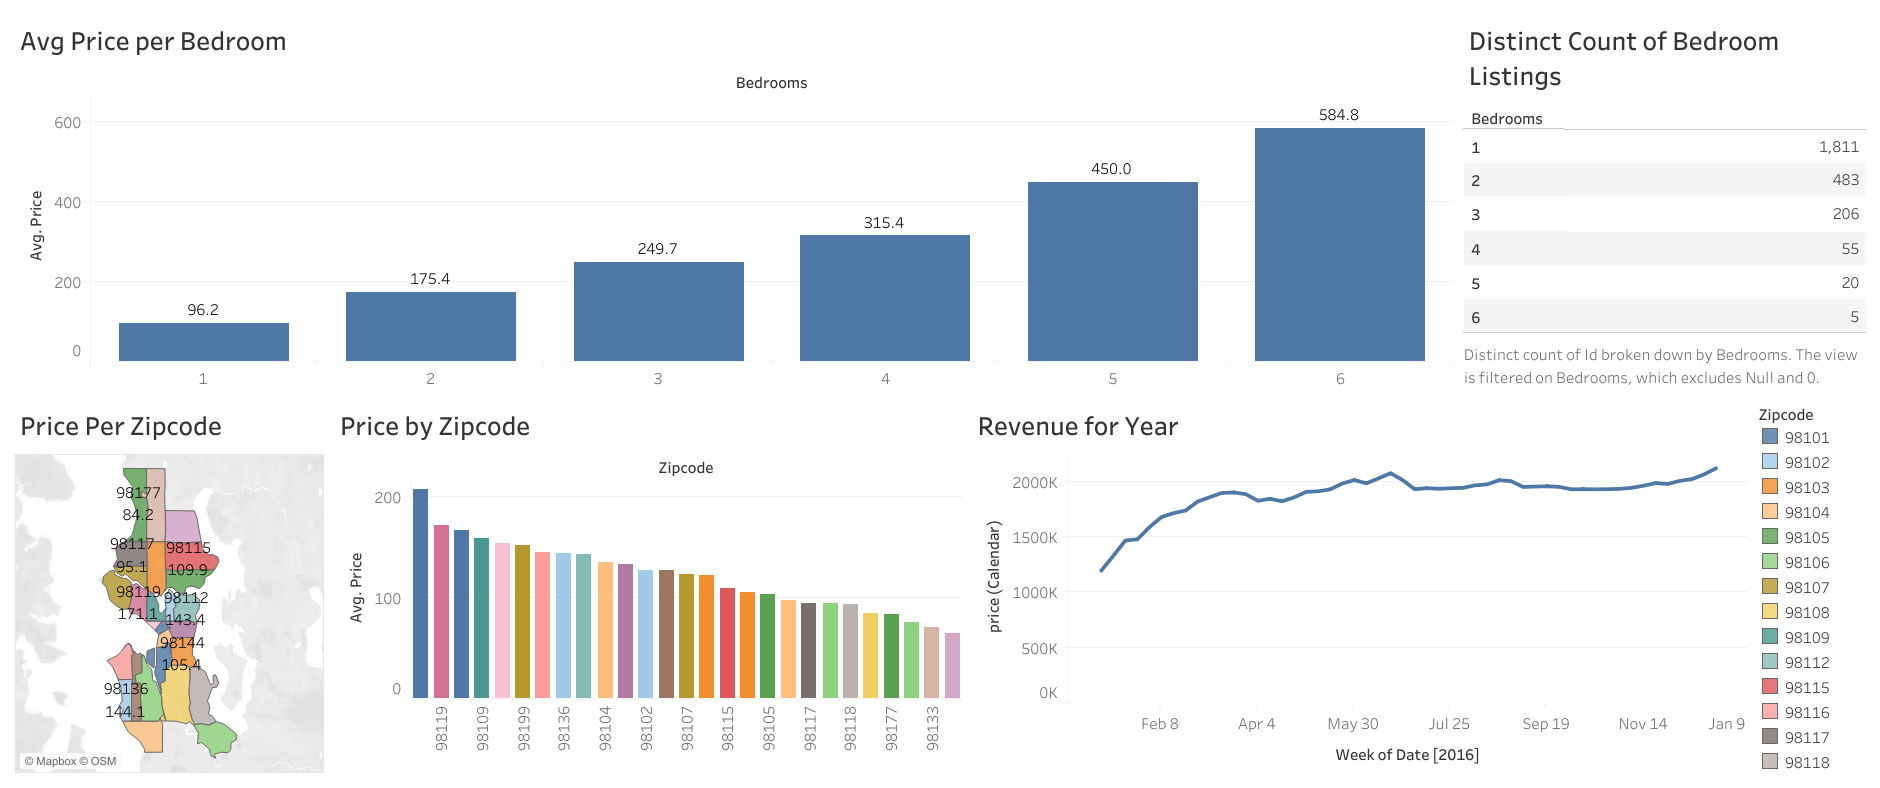 Avg Price per Bedroom
Bedrooms
Avg. Price
600
400
200
0
96.2
175.4
249.7
315.4
450.0
584.8
1
2
3
4
5
6
Distinct Count of Bedroom
Listings
Bedrooms
1 1,811
2 483
3 206
4 55
5 20
6 5
Distinct count of Id broken down by Bedrooms. The view
is filtered on Bedrooms, which excludes Null and 0.
Price Per Zipcode
98177
84.2
98117
95.1
98115
109.9
98119
171.1
98112
143.4
98144
105.4
98136
144.1
© Mapbox © OSM
Price by Zipcode
Zipcode
Avg. Price
200
100
0
98119
98109
98199
98136
98104
98102
98107
98115
98105
98117
98118
98177
98133
Revenue for Year
price (Calendar)
2000K
1500K
1000K
500K
0K
Feb 8
Apr 4
May 30
Jul 25
Sep 19
Nov 14
Jan 9
Week of Date [2016]
Zipcode
98101
98102
98103
98104
98105
98106
98107
98108
98109
98112
98115
98116
98117
98118